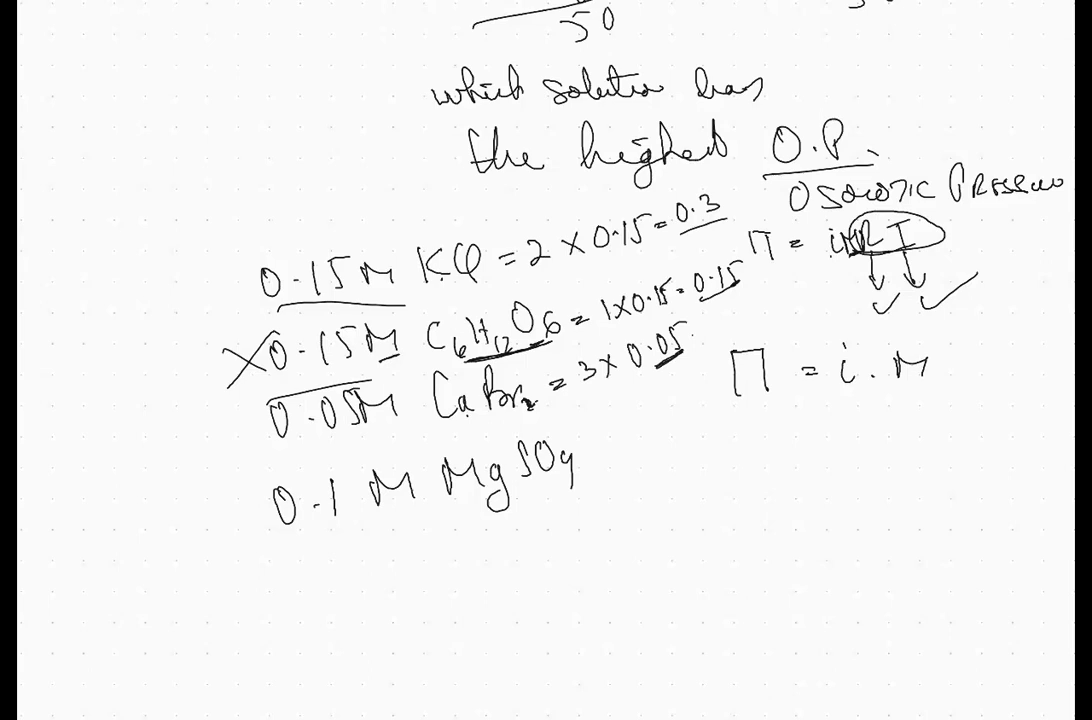 50
which solution has
the highest O.P.
OSMOTIC PRESSURE
0.15M KCl = 2 × 0.15 = 0.3
π = iMRT
0.15M C6H12O6 = 1×0.15 = 0.15
0.05M CaBr2 = 3 × 0.05
π = i . M
0.1 M MgSO4